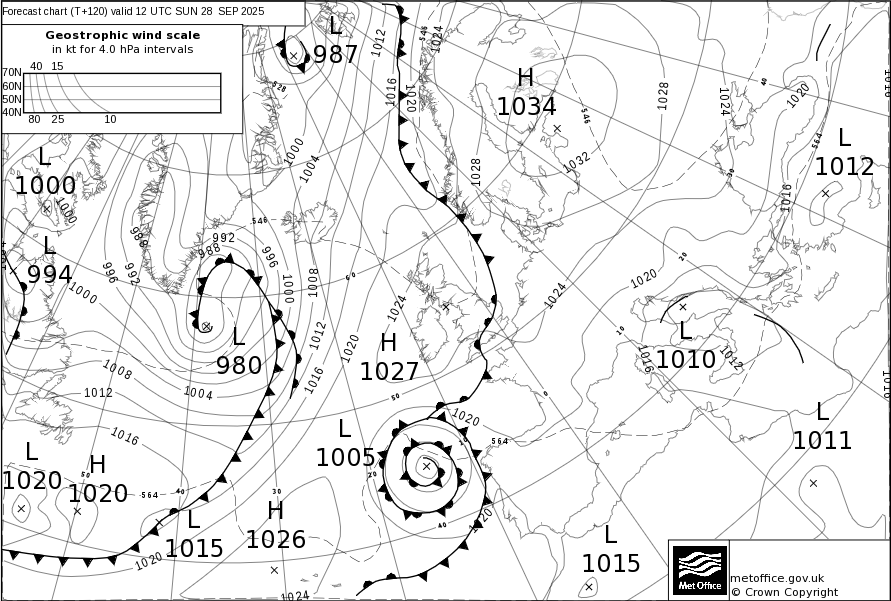 Forecast chart (T+120) valid 12 UTC SUN 28 SEP 2025
Geostrophic wind scale
in kt for 4.0 hPa intervals
40 15
70N
60N
50N
40N
80 25 10
L
987
1012
546
1024
528
1016
1020
H
1034
546
1028
1024
40
1020
564
L
1012
1016
1032
1028
L
1000
1000
1000
1004
546
988
992
988
996
L
994
996
992
1000
1000
1008
60
1024
20
1020
1024
L
980
1012
1020
H
1027
10
L
1010
1016
1012
1008
1004
1016
1012
50
0
1016
1020
L
1005
564
L
1011
L
1020
H
1020
50
564
40
30
20
40
1020
L
1015
H
1026
1020
1024
L
1015
Met Office
metoffice.gov.uk
© Crown Copyright